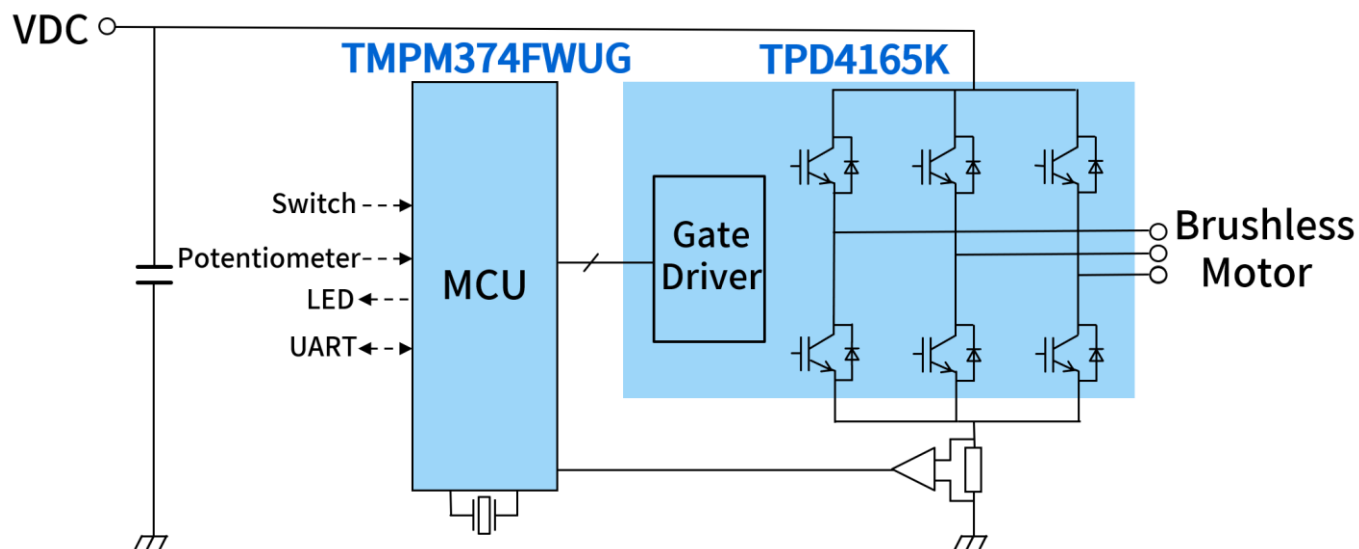 VDC
TMPM374FWUG
TPD4165K
Switch
Potentiometer
LED
UART
MCU
Gate
Driver
Brushless
Motor